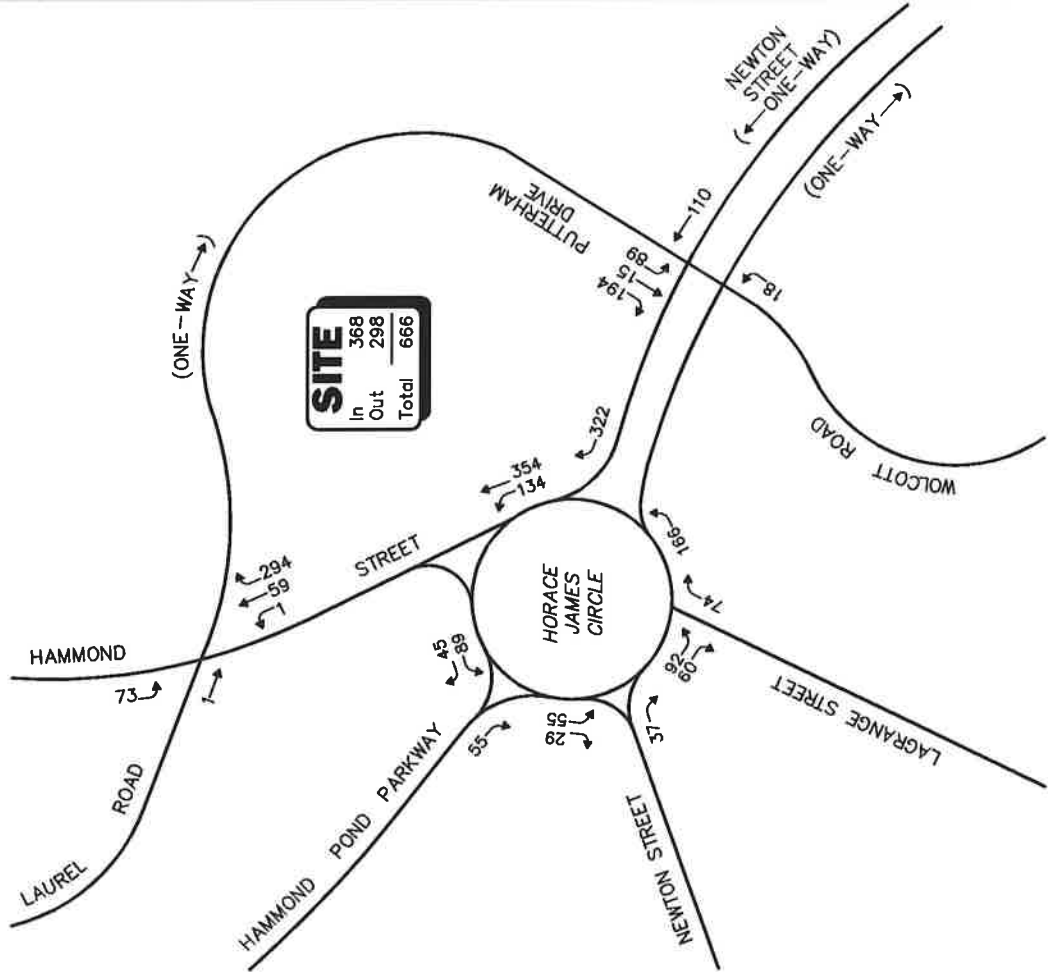 (ONE-WAY→)
NEWTON
STREET
(←ONE-WAY)
(ONE-WAY→)
PUTTERHAM
DRIVE
SITE
In 368
Out 298
Total 666
HAMMOND
STREET
73
1
294
59
1
LAUREL
ROAD
354
134
322
110
89
15
194
18
WOLCOTT ROAD
HORACE
JAMES
CIRCLE
45
89
55
29
55
37
166
74
92
60
HAMMOND POND PARKWAY
NEWTON STREET
LAGRANGE STREET